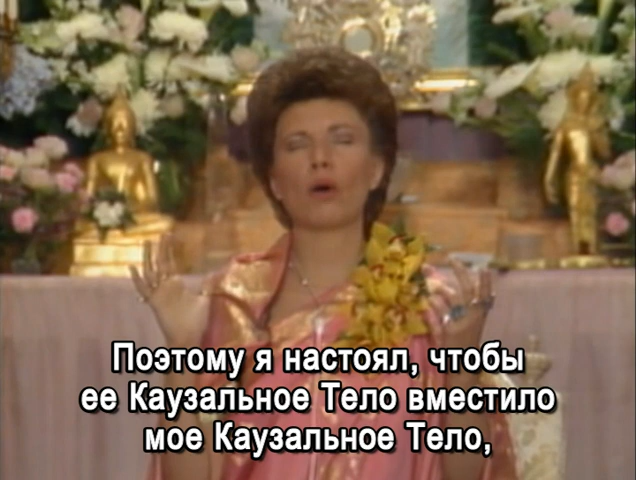 Поэтому я настоял, чтобы
ее Каузальное Тело вместило
мое Каузальное Тело,